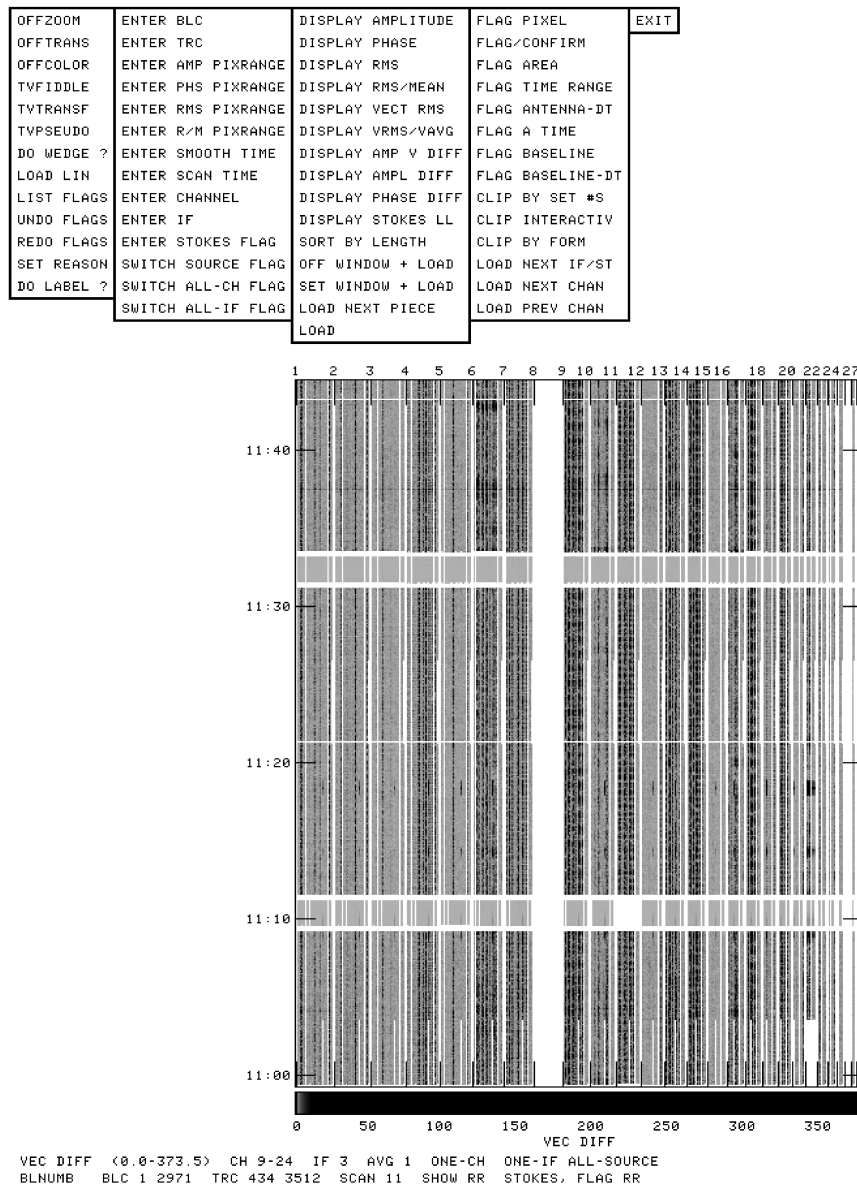 OFFZOOM ENTER BLC DISPLAY AMPLITUDE FLAG PIXEL EXIT
OFFTRANS ENTER TRC DISPLAY PHASE FLAG/CONFIRM
OFFCOLOR ENTER AMP PIXRANGE DISPLAY RMS FLAG AREA
TVFIDDLE ENTER PHS PIXRANGE DISPLAY RMS/MEAN FLAG TIME RANGE
TVTRANSF ENTER RMS PIXRANGE DISPLAY VECT RMS FLAG ANTENNA-DT
TVPSEUDO ENTER R/M PIXRANGE DISPLAY VRMS/VAVG FLAG A TIME
DO WEDGE ? ENTER SMOOTH TIME DISPLAY AMP V DIFF FLAG BASELINE
LOAD LIN ENTER SCAN TIME DISPLAY AMPL DIFF FLAG BASELINE-DT
LIST FLAGS ENTER CHANNEL DISPLAY PHASE DIFF CLIP BY SET #S
UNDO FLAGS ENTER IF DISPLAY STOKES LL CLIP INTERACTIV
REDO FLAGS ENTER STOKES FLAG SORT BY LENGTH CLIP BY FORM
SET REASON SWITCH SOURCE FLAG OFF WINDOW + LOAD LOAD NEXT IF/ST
DO LABEL ? SWITCH ALL-CH FLAG SET WINDOW + LOAD LOAD NEXT CHAN
SWITCH ALL-IF FLAG LOAD NEXT PIECE LOAD PREV CHAN
LOAD
1 2 3 4 5 6 7 8 9 10 11 12 13 14 15 16 18 20 22 24 27
11:40
11:30
11:20
11:10
11:00
0 50 100 150 200 250 300 350
VEC DIFF
VEC DIFF (0.0-373.5) CH 9-24 IF 3 AVG 1 ONE-CH ONE-IF ALL-SOURCE
BLNUMB BLC 1 2971 TRC 434 3512 SCAN 11 SHOW RR STOKES, FLAG RR